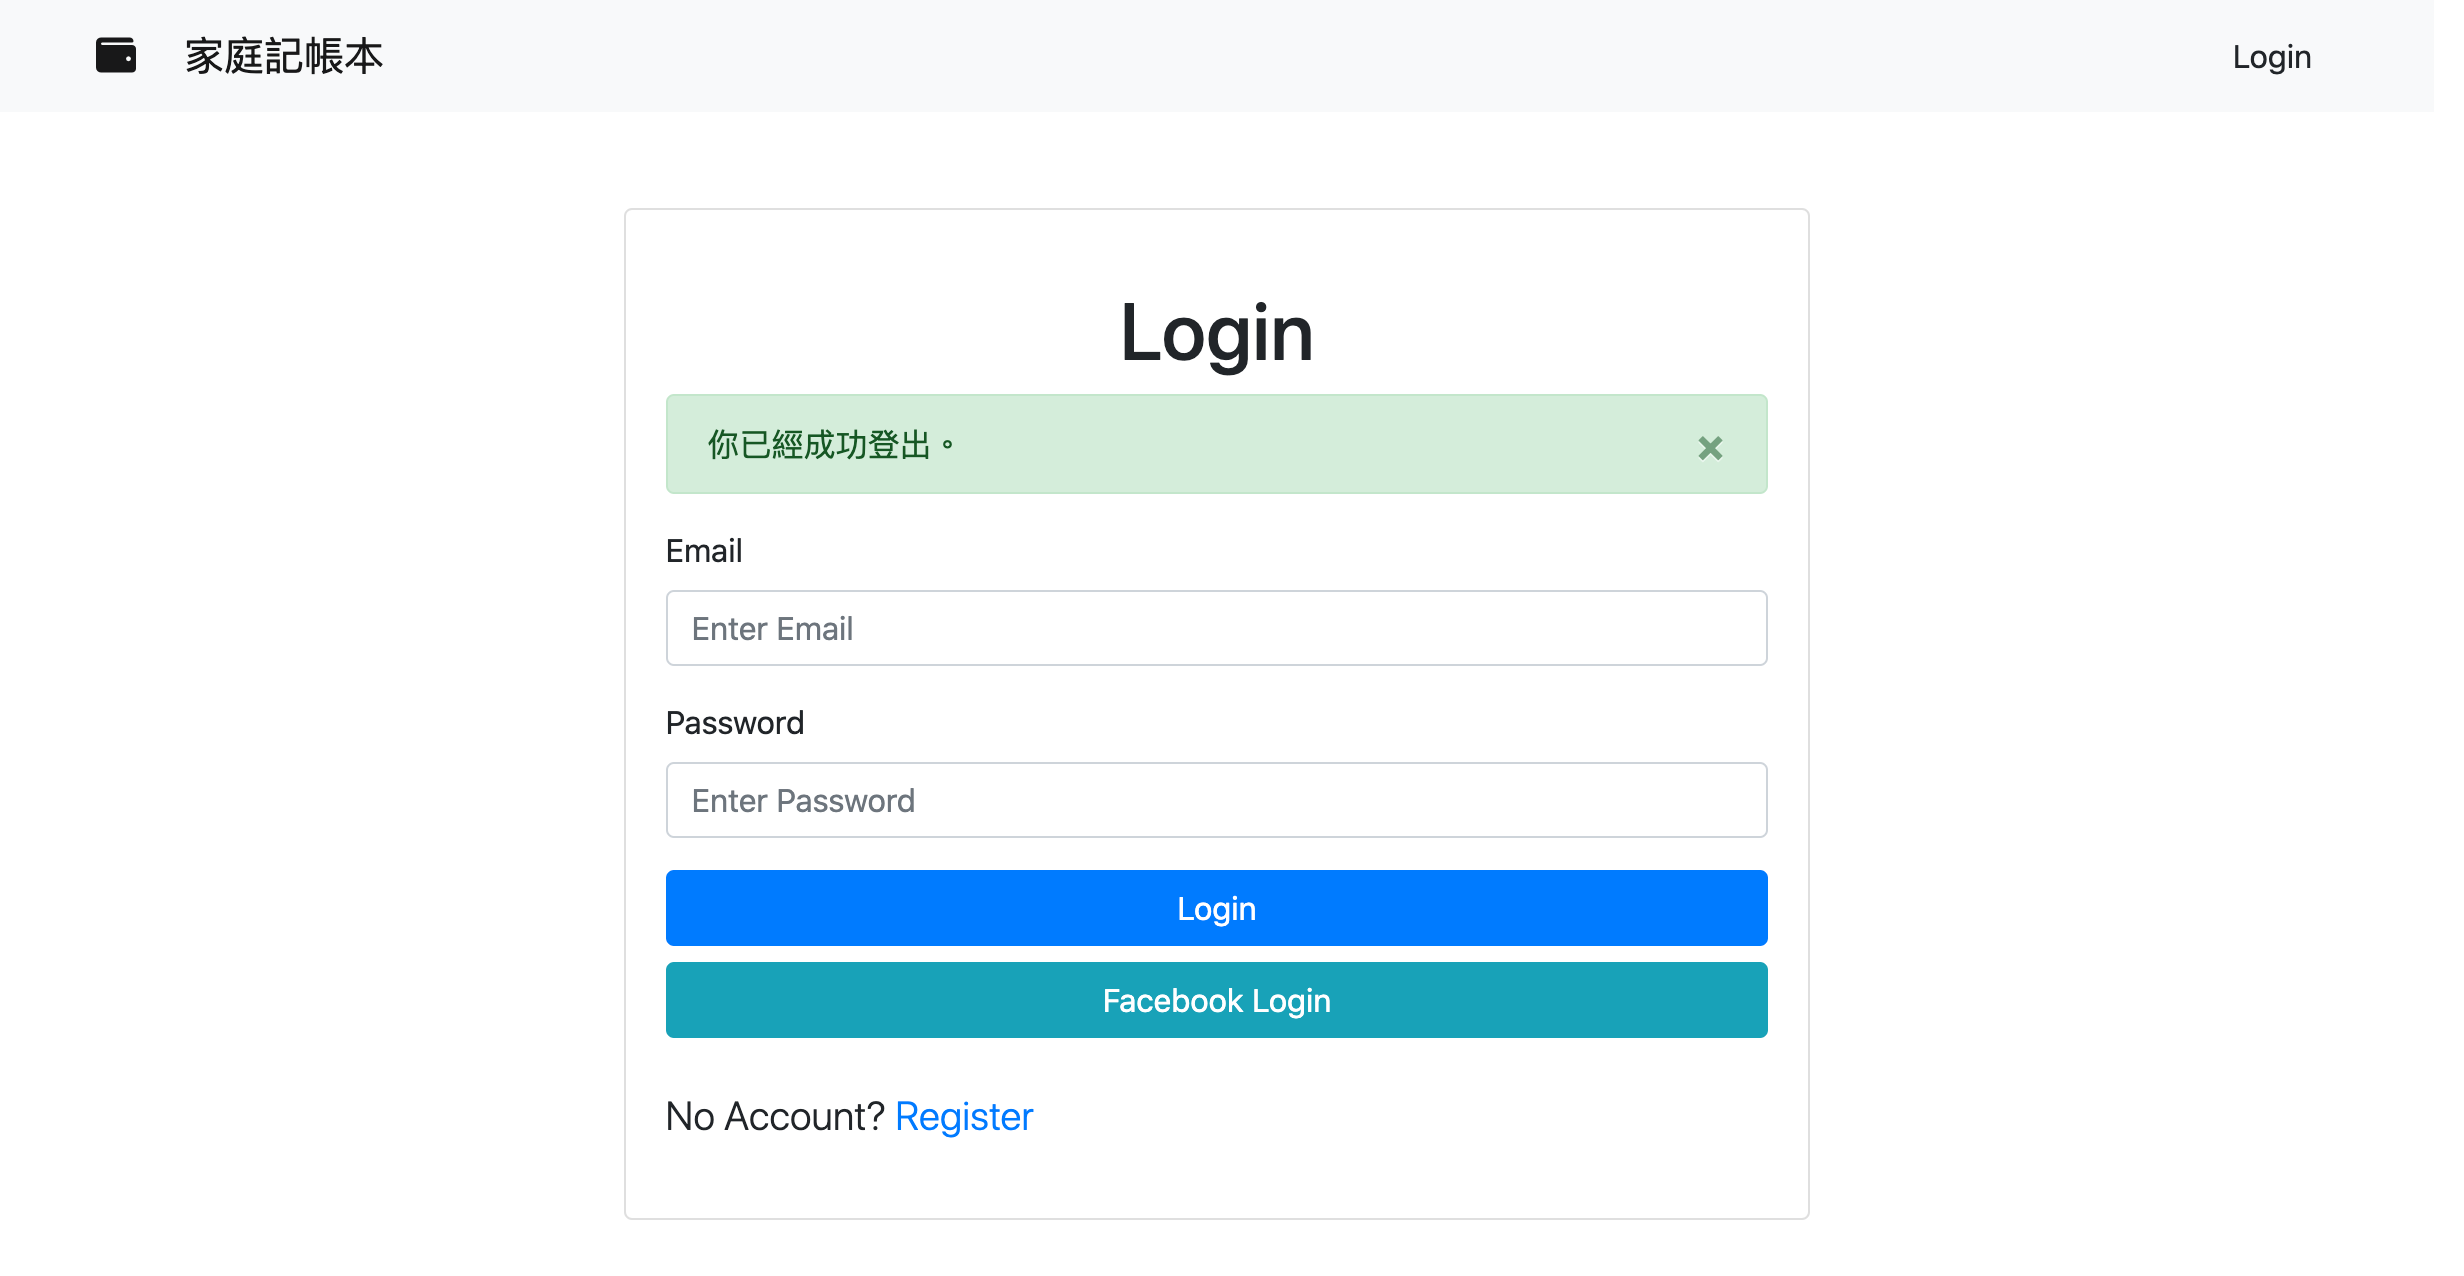 家庭記帳本
Login
Login
你已經成功登出。
×
Email
Enter Email
Password
Enter Password
Login
Facebook Login
No Account? Register